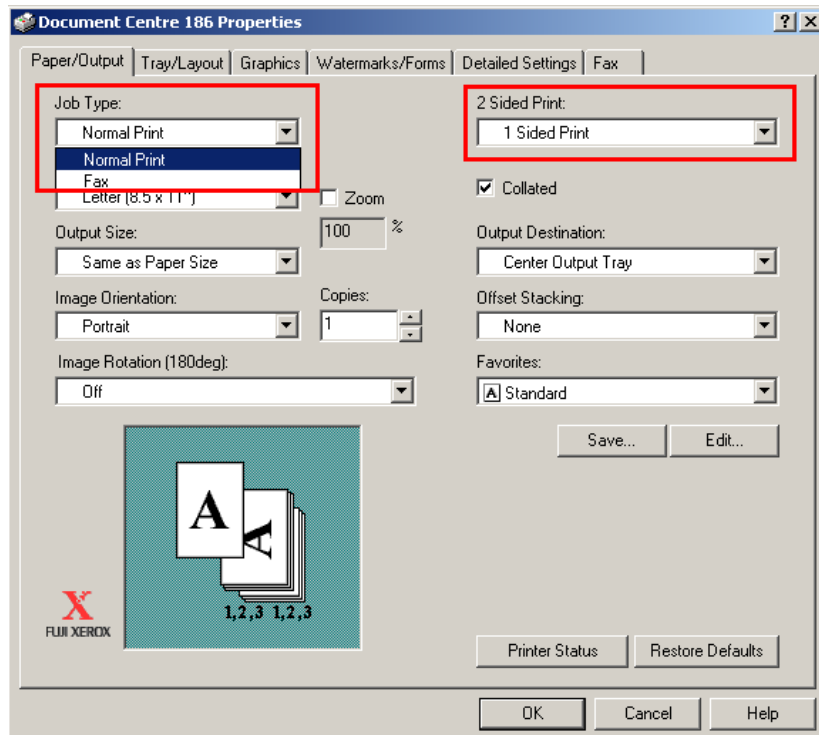 Document Centre 186 Properties
Paper/Output Tray/Layout Graphics Watermarks/Forms Detailed Settings Fax
Job Type:
Normal Print
Normal Print
Fax
Letter (8.5 x 11")
Zoom
100 %
Output Size:
Same as Paper Size
Image Orientation:
Portrait
Copies:
1
Image Rotation (180deg):
Off
2 Sided Print:
1 Sided Print
Collated
Output Destination:
Center Output Tray
Offset Stacking:
None
Favorites:
A Standard
Save... Edit...
A
A
1,2,3 1,2,3
X
FUJI XEROX
Printer Status Restore Defaults
OK Cancel Help